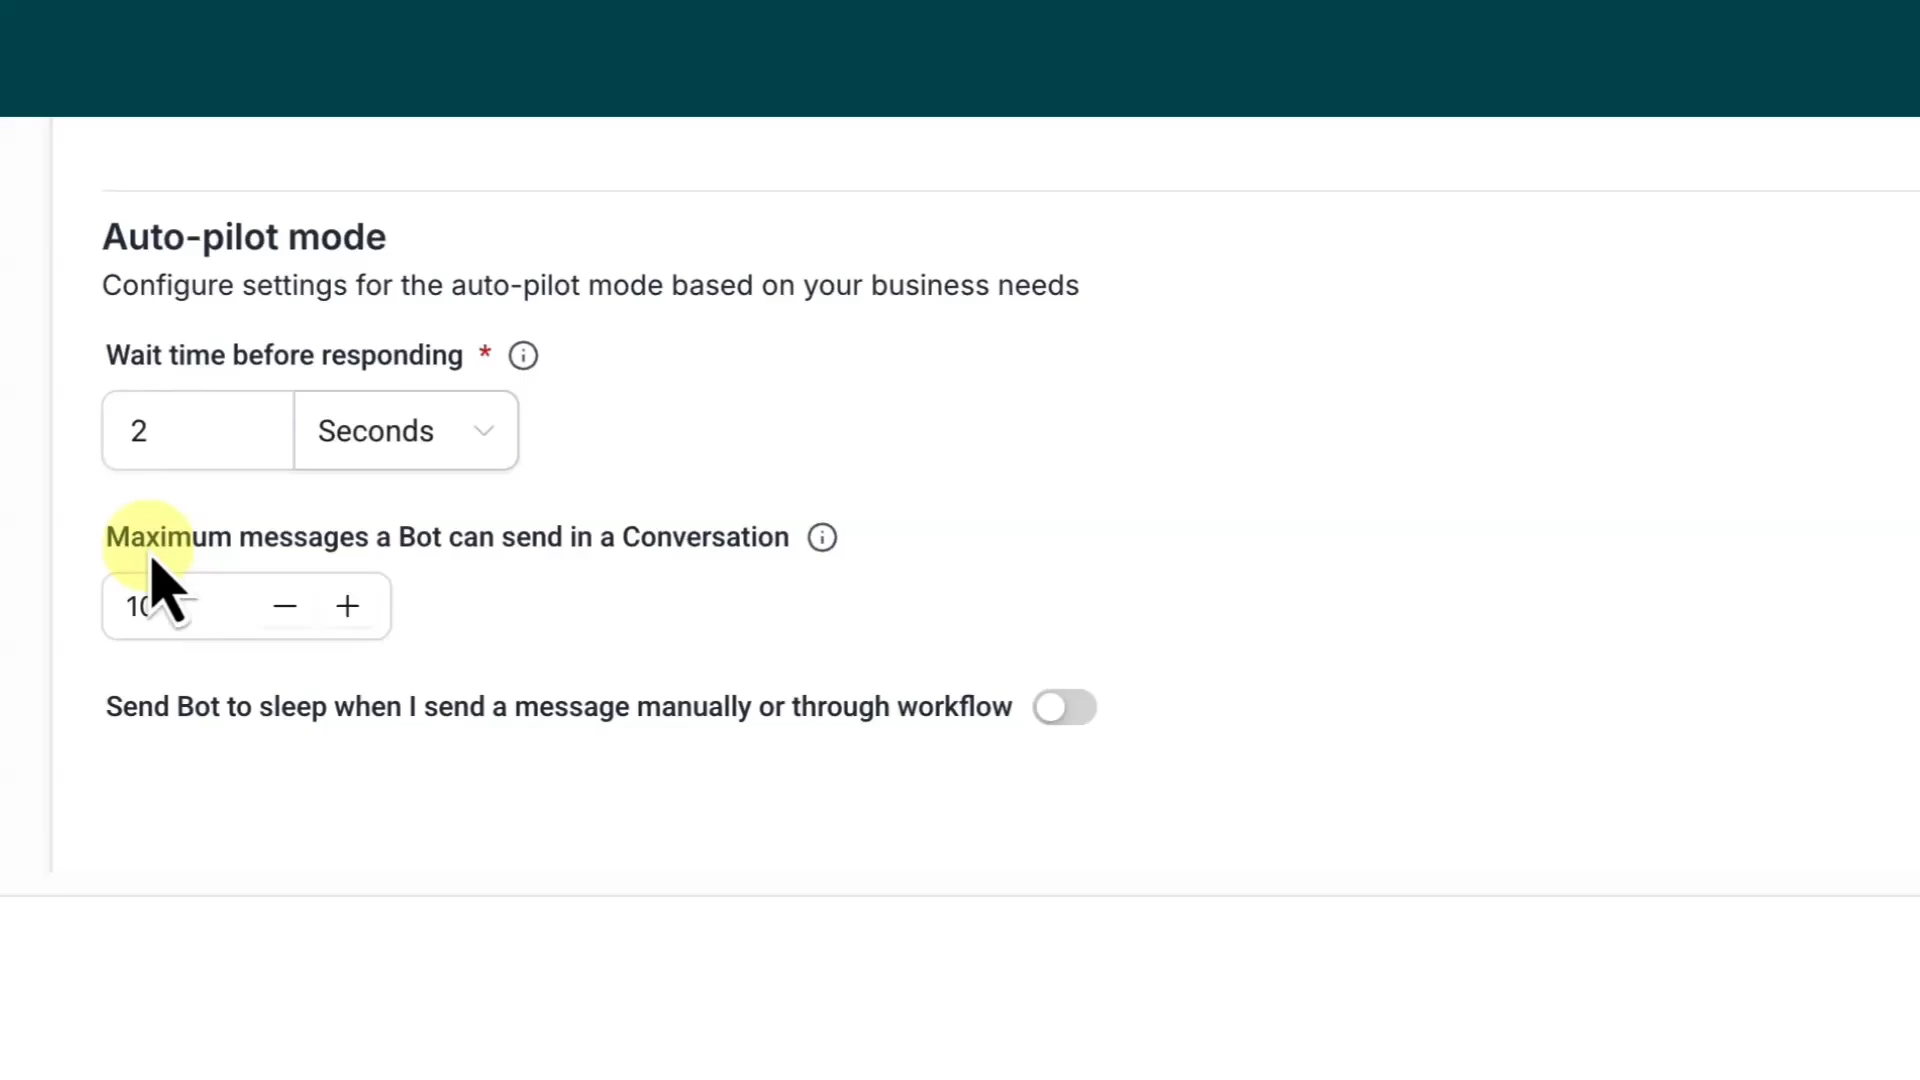 Auto-pilot mode
Configure settings for the auto-pilot mode based on your business needs
Wait time before responding *
2 Seconds
Maximum messages a Bot can send in a Conversation
Send Bot to sleep when I send a message manually or through workflow